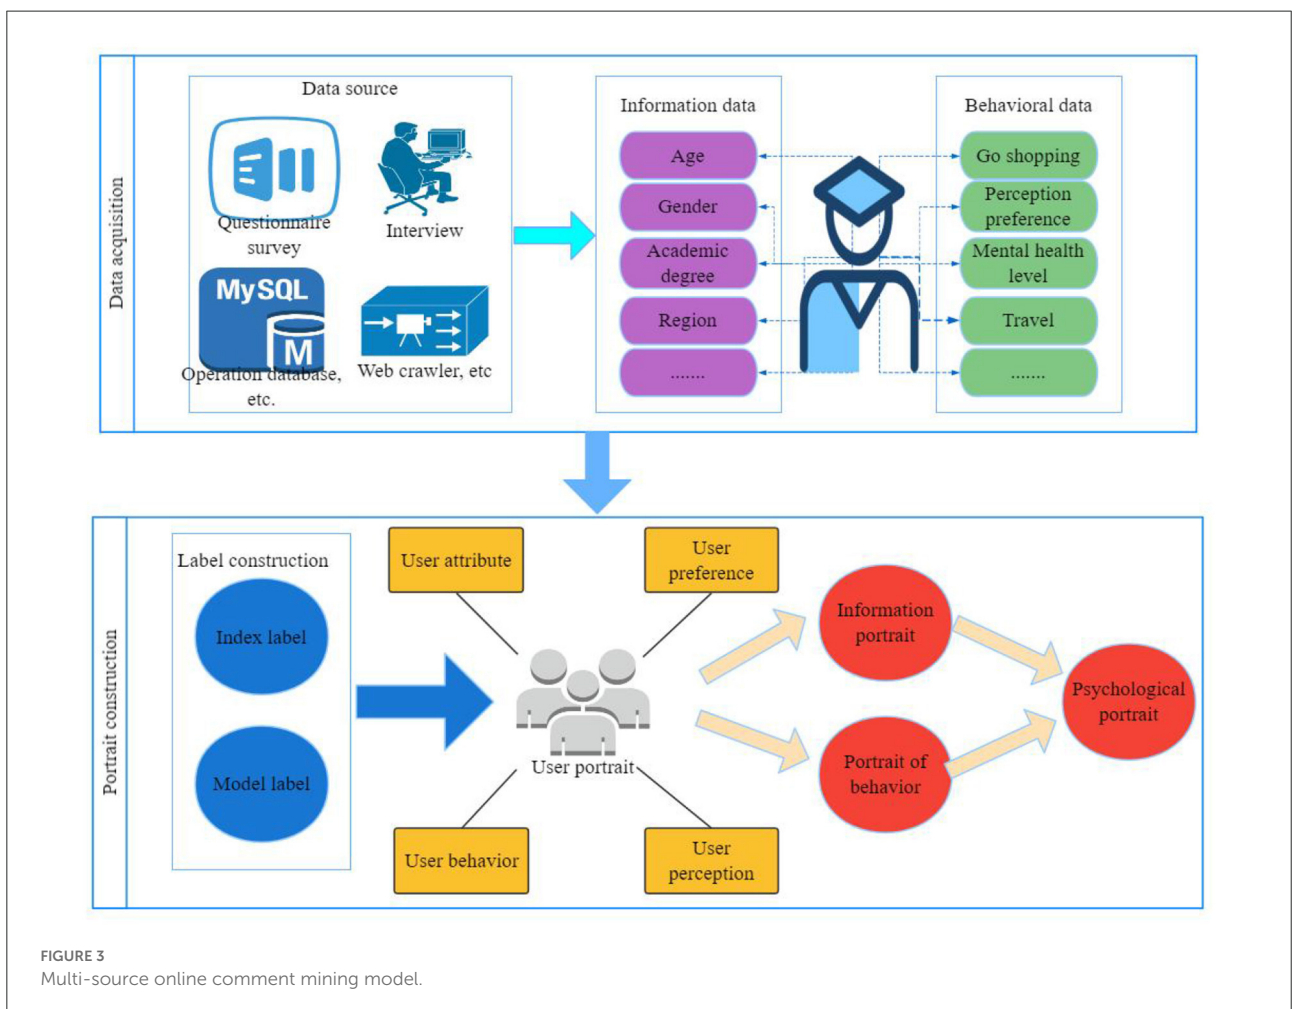 Data acquisition
Data source
Questionnaire
survey
Interview
MySQL
M
Operation database,
etc.
Web crawler, etc
Information data
Age
Gender
Academic
degree
Region
.......
Behavioral data
Go shopping
Perception
preference
Mental health
level
Travel
.......
Portrait construction
Label construction
Index label
Model label
User attribute
User
preference
User portrait
User behavior
User
perception
Information
portrait
Portrait of
behavior
Psychological
portrait
FIGURE 3
Multi-source online comment mining model.